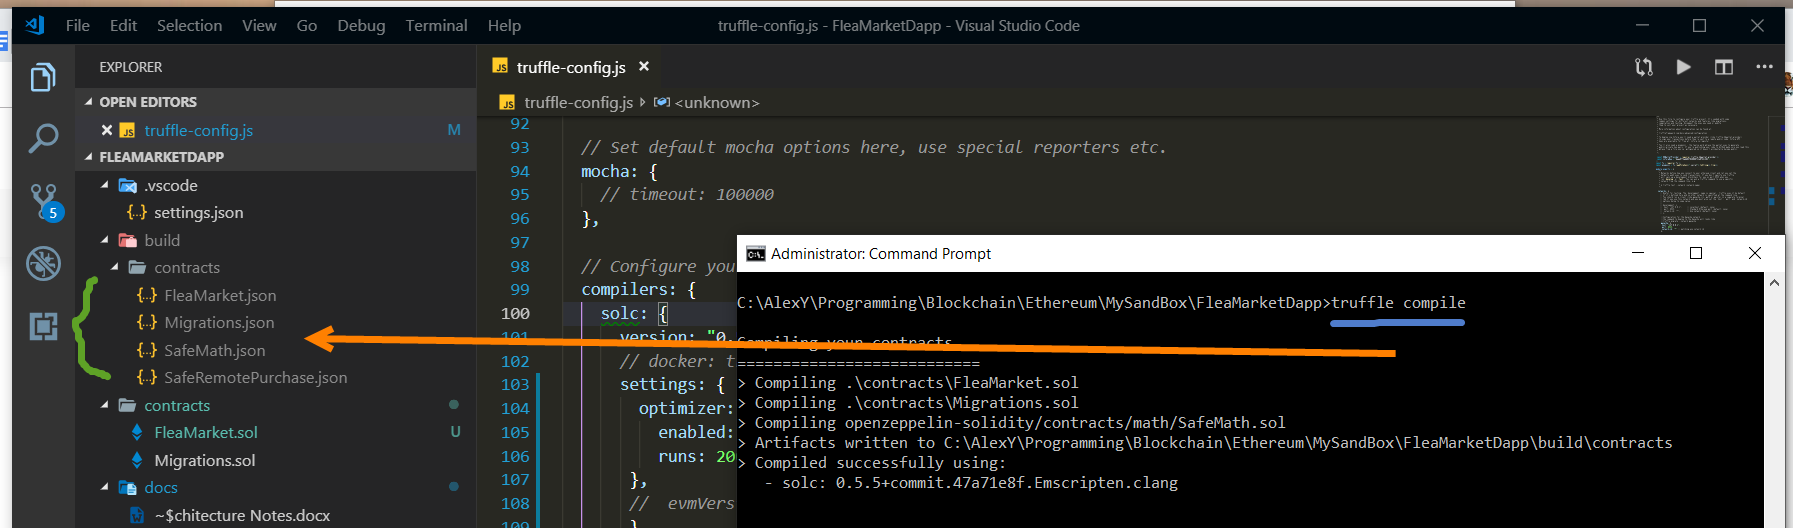 File Edit Selection View Go Debug Terminal Help truffle-config.js - FleaMarketDapp - Visual Studio Code
EXPLORER
OPEN EDITORS
truffle-config.js M
FLEAMARKETDAPP
.vscode
settings.json
build
contracts
FleaMarket.json
Migrations.json
SafeMath.json
SafeRemotePurchase.json
contracts
FleaMarket.sol U
Migrations.sol
docs
~$chitecture Notes.docx
5
JS truffle-config.js
JS truffle-config.js <unknown>
92
93 // Set default mocha options here, use special reporters etc.
94 mocha: {
95 // timeout: 100000
96 },
97
98 // Configure you
99 compilers: {
100 solc: {
101 version: "0.
102 // docker: t
103 settings: {
104 optimizer:
105 enabled:
106 runs: 20
107 },
108 // evmVers
109 }
Administrator: Command Prompt
C:\AlexY\Programming\Blockchain\Ethereum\MySandBox\FleaMarketDapp>truffle compile
Compiling your contracts
===========================
> Compiling .\contracts\FleaMarket.sol
> Compiling .\contracts\Migrations.sol
> Compiling openzeppelin-solidity/contracts/math/SafeMath.sol
> Artifacts written to C:\AlexY\Programming\Blockchain\Ethereum\MySandBox\FleaMarketDapp\build\contracts
> Compiled successfully using:
- solc: 0.5.5+commit.47a71e8f.Emscripten.clang